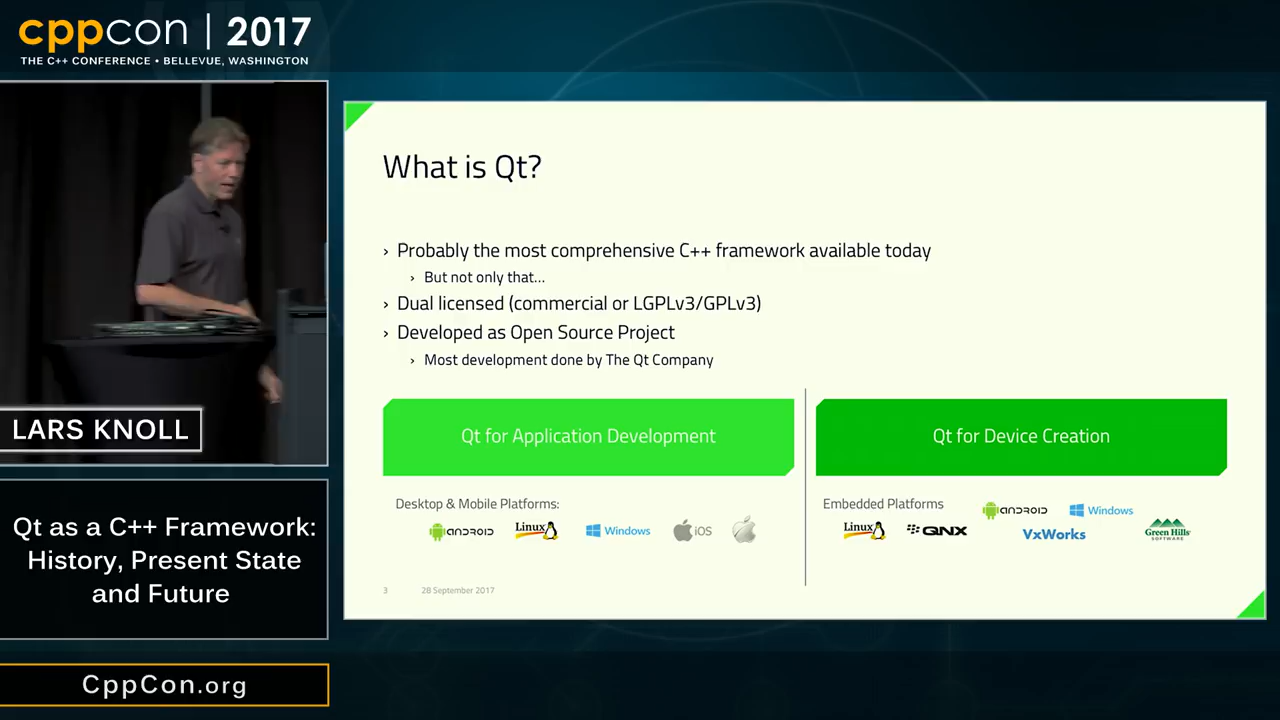 cppcon | 2017
THE C++ CONFERENCE • BELLEVUE, WASHINGTON
LARS KNOLL
Qt as a C++ Framework:
History, Present State
and Future
CppCon.org
What is Qt?
› Probably the most comprehensive C++ framework available today
› But not only that...
› Dual licensed (commercial or LGPLv3/GPLv3)
› Developed as Open Source Project
› Most development done by The Qt Company
Qt for Application Development
Desktop & Mobile Platforms:
ANDROID Linux Windows iOS
Qt for Device Creation
Embedded Platforms
ANDROID Windows
Linux QNX VxWorks Green Hills
SOFTWARE
3 28 September 2017